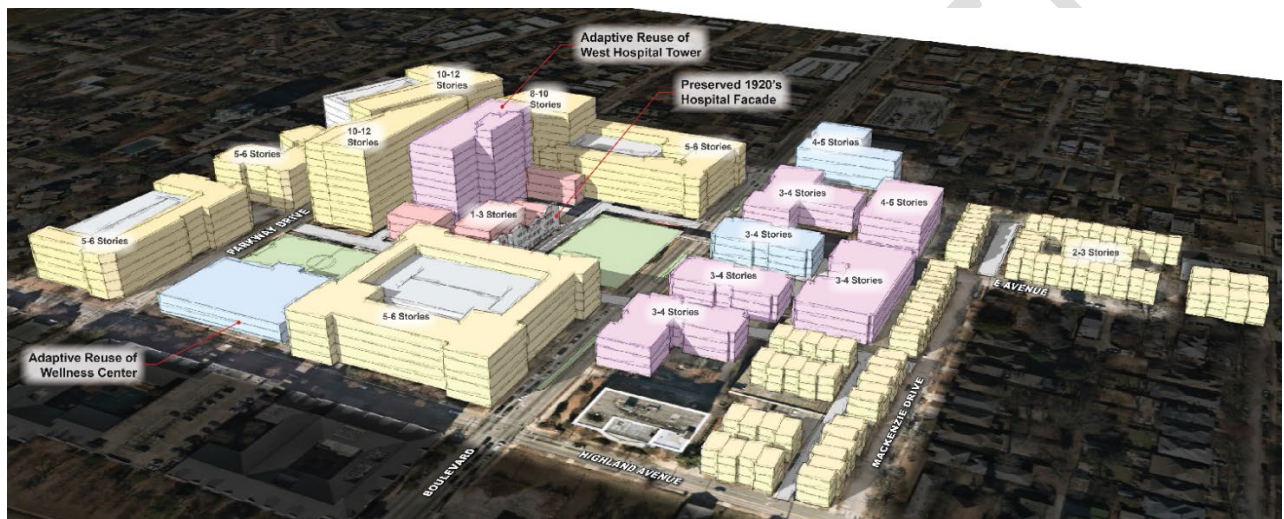 Adaptive Reuse of
West Hospital Tower
10-12
Stories
8-10
Stories
Preserved 1920's
Hospital Facade
10-12
Stories
5-6 Stories
5-6 Stories
4-5 Stories
3-4 Stories
4-5 Stories
1-3 Stories
PARKWAY DRIVE
5-6 Stories
3-4 Stories
2-3 Stories
3-4 Stories
3-4 Stories
E AVENUE
5-6 Stories
3-4 Stories
Adaptive Reuse of
Wellness Center
MACKENZIE DRIVE
BOULEVARD
HIGHLAND AVENUE